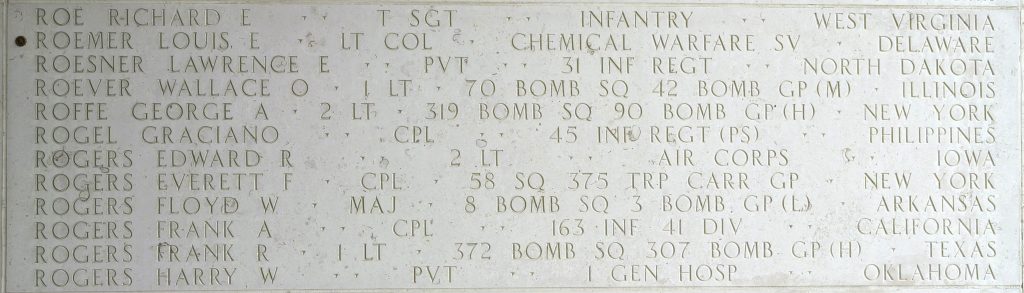 ROE RICHARD E T SGT INFANTRY WEST VIRGINIA
ROEMER LOUIS E LT COL CHEMICAL WARFARE SV DELAWARE
ROESNER LAWRENCE E PVT 31 INF REGT NORTH DAKOTA
ROEVER WALLACE O 1 LT 70 BOMB SQ 42 BOMB GP (M) ILLINOIS
ROFFE GEORGE A 2 LT 319 BOMB SQ 90 BOMB GP (H) NEW YORK
ROGEL GRACIANO CPL 45 INF REGT (PS) PHILIPPINES
ROGERS EDWARD R 2 LT AIR CORPS IOWA
ROGERS EVERETT F CPL 58 SQ 375 TRP CARR GP NEW YORK
ROGERS FLOYD W MAJ 8 BOMB SQ 3 BOMB GP (L) ARKANSAS
ROGERS FRANK A CPL 163 INF 41 DIV CALIFORNIA
ROGERS FRANK R 1 LT 372 BOMB SQ 307 BOMB GP (H) TEXAS
ROGERS HARRY W PVT 1 GEN HOSP OKLAHOMA